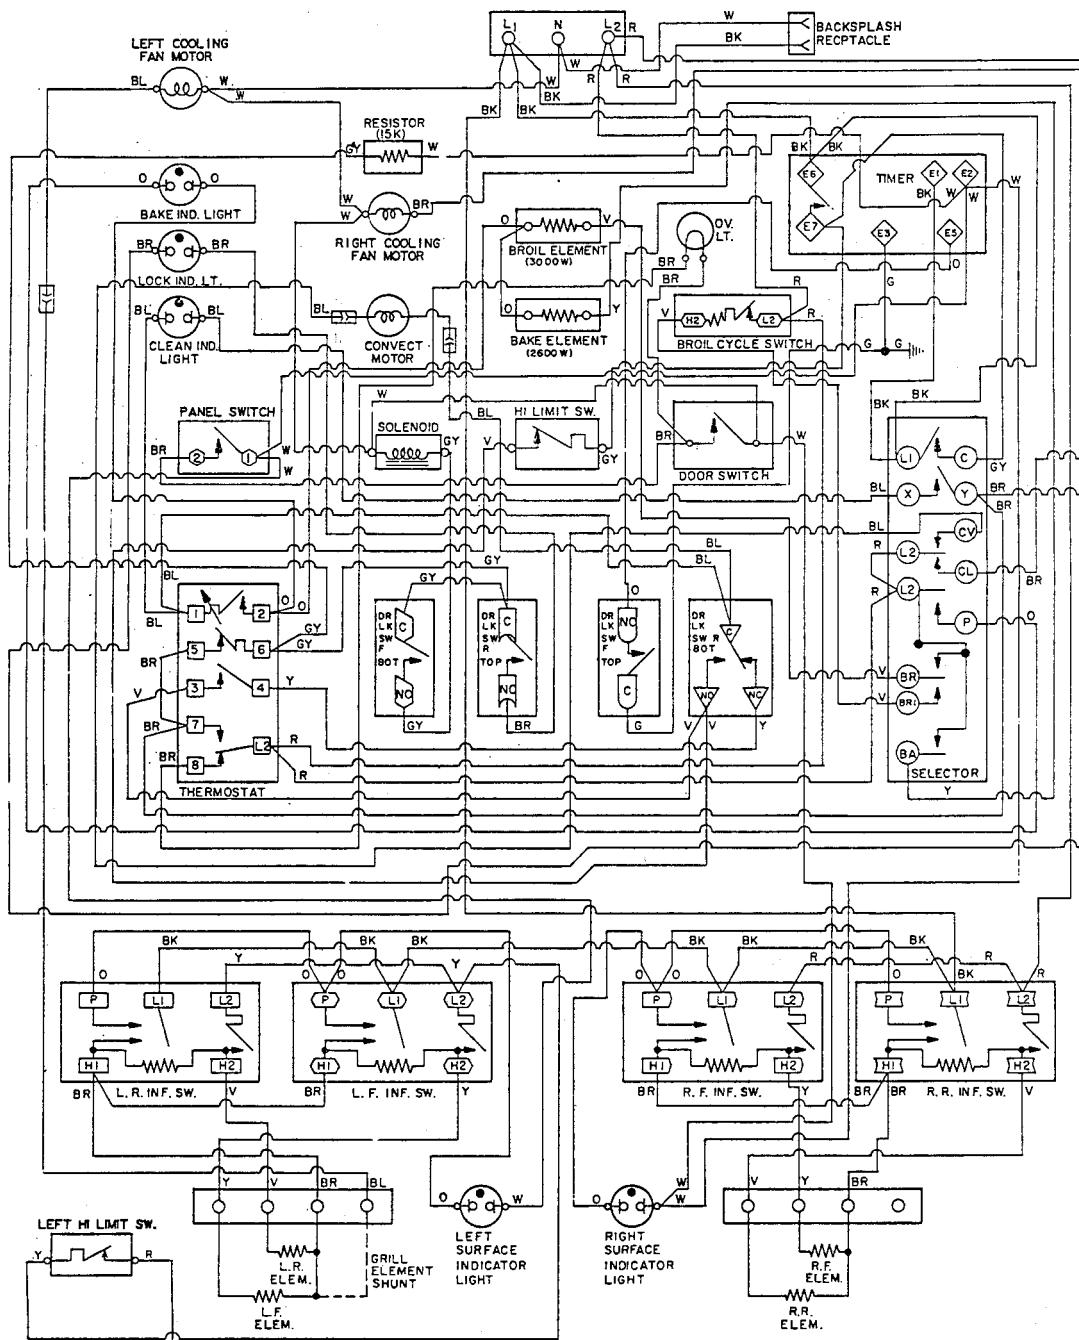 L1 N L2 R
W
BK
BACKSPLASH
RECPTACLE
LEFT COOLING
FAN MOTOR
BL W W
W BK R R W
BK BK
RESISTOR
(15K)
GY W
O O
BAKE IND. LIGHT
W W BR
RIGHT COOLING
FAN MOTOR
BR BR
LOCK IND. LT.
BL BL
CLEAN IND.
LIGHT
BL
CONVECT
MOTOR
O V
BROIL ELEMENT
(3000W)
O Y
BAKE ELEMENT
(2600W)
OV.
LT.
BR
BR
BK BK
E6 TIMER E1 E2
BK W W W
E7 E3 E5
O
G
R
V H2 L2 R
BROIL CYCLE SWITCH
G G
PANEL SWITCH
BR 2 1 W
W
SOLENOID
W GY
BL
HI LIMIT SW.
V GY
BR W
DOOR SWITCH
BK BK
L1 C GY
BL X Y BR
BR
BL CV
R L2 CL BR
R L2
P O
V BR
V BR1
BA
SELECTOR
Y
BL
BL 1 2 O
O
5 6 GY
GY
BR
V 3 4 Y
BR 7
L2 R
BR 8 R
THERMOSTAT
GY GY
DR
LK
SW
F
BOT
C
NO
GY
DR
LK
SW
R
TOP
C
NC
BR
O
DR
LK
SW
F
TOP
NO
C
G
BL
BL
DR
LK
SW R
BOT
C
NO NC
V V Y
O BK O O BK BK Y Y
P L1 L2
H1 H2
BR L. R. INF. SW. V
P L1 L2
H1 H2
BR L. F. INF. SW. Y
O O BK BK R BK O BK R R
P L1 L2
H1 H2
BR R. F. INF. SW. Y
P L1 L2
H1 H2
BR BR R. R. INF. SW. V
Y V BR BL
L.R.
ELEM.
L.F.
ELEM.
GRILL
ELEMENT
SHUNT
LEFT HI LIMIT SW.
Y R
O W
LEFT
SURFACE
INDICATOR
LIGHT
O W
W
RIGHT
SURFACE
INDICATOR
LIGHT
V Y BR
R.F.
ELEM.
R.R.
ELEM.